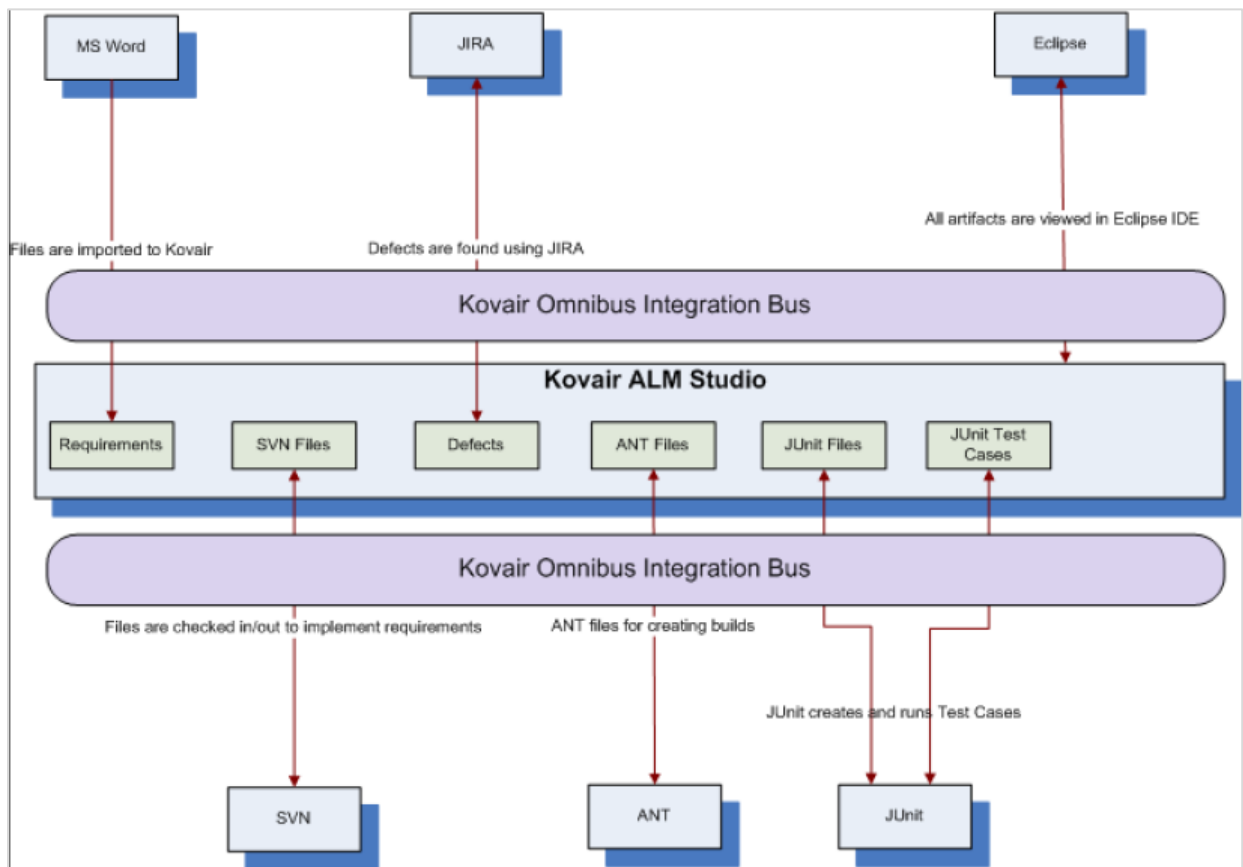 MS Word
JIRA
Eclipse
All artifacts are viewed in Eclipse IDE
Files are imported to Kovair
Defects are found using JIRA
Kovair Omnibus Integration Bus
Kovair ALM Studio
Requirements
SVN Files
Defects
ANT Files
JUnit Files
JUnit Test
Cases
Kovair Omnibus Integration Bus
Files are checked in/out to implement requirements
ANT files for creating builds
JUnit creates and runs Test Cases
SVN
ANT
JUnit